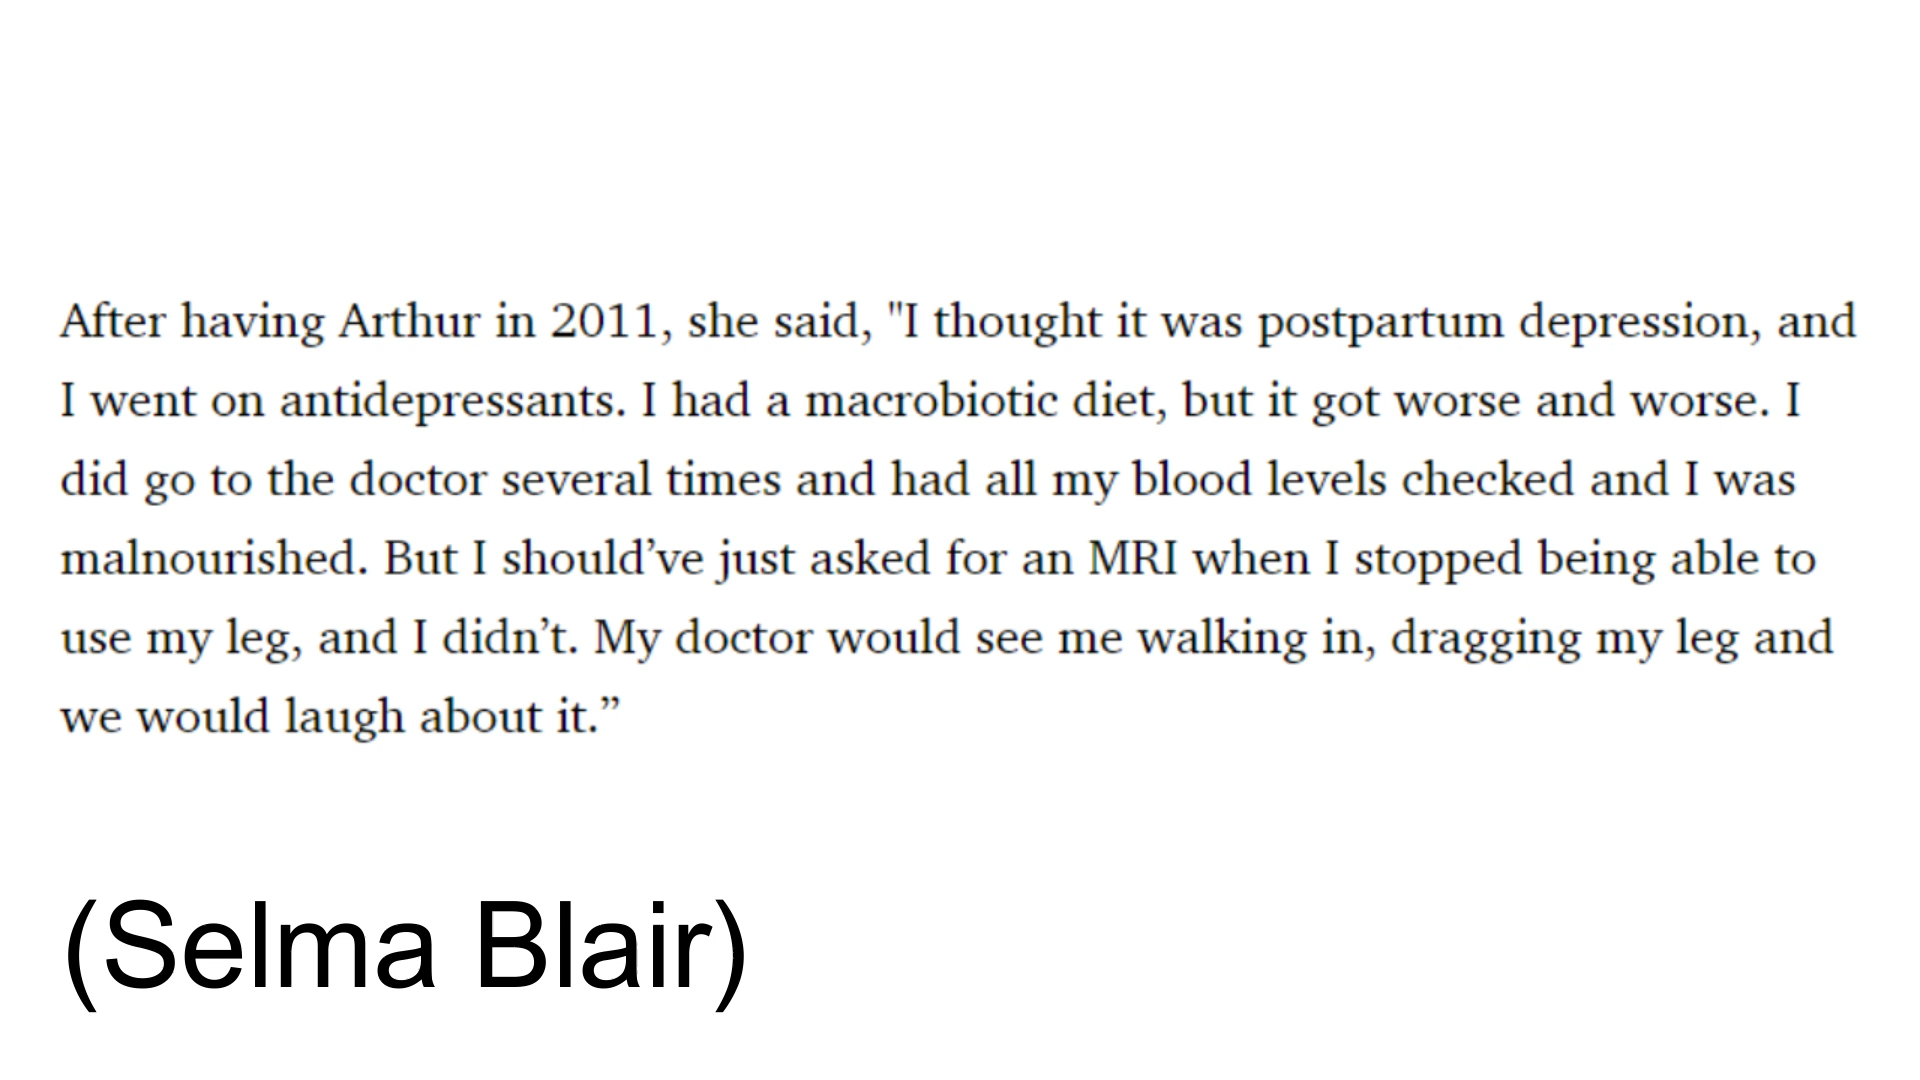 After having Arthur in 2011, she said, "I thought it was postpartum depression, and
I went on antidepressants. I had a macrobiotic diet, but it got worse and worse. I
did go to the doctor several times and had all my blood levels checked and I was
malnourished. But I should’ve just asked for an MRI when I stopped being able to
use my leg, and I didn’t. My doctor would see me walking in, dragging my leg and
we would laugh about it.”
(Selma Blair)